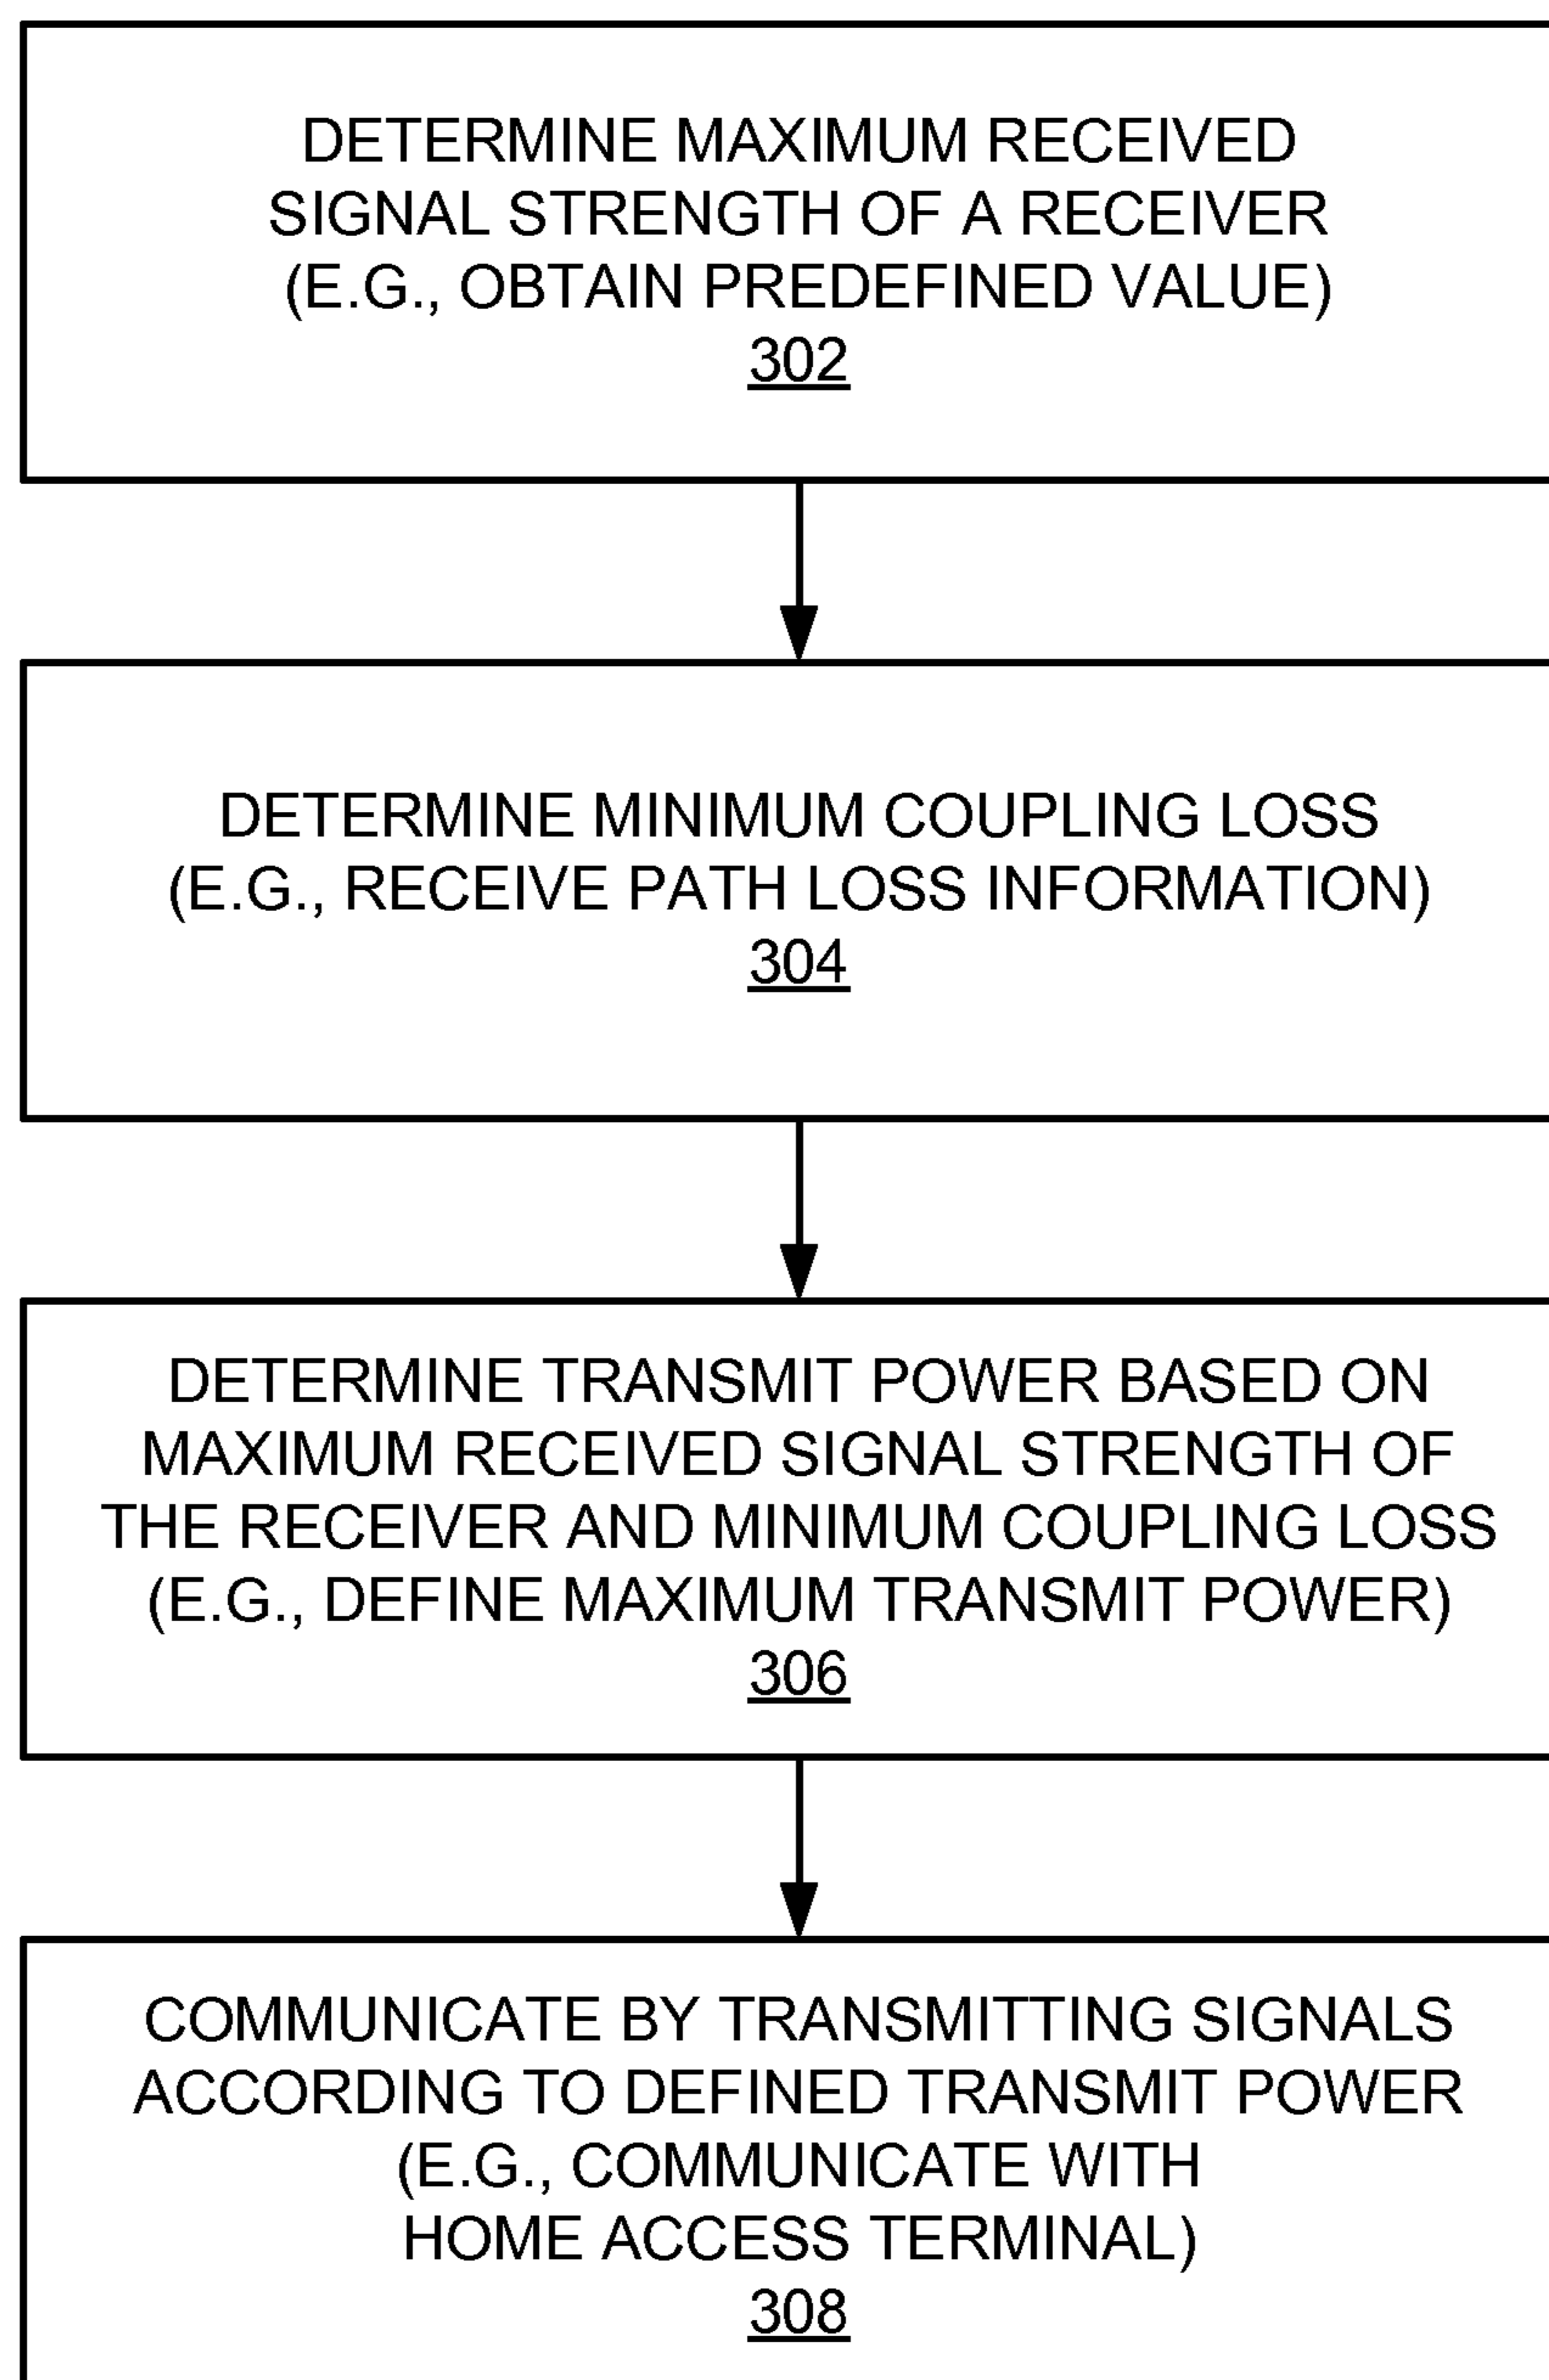 DETERMINE MAXIMUM RECEIVED
SIGNAL STRENGTH OF A RECEIVER
(E.G., OBTAIN PREDEFINED VALUE)
302
DETERMINE MINIMUM COUPLING LOSS
(E.G., RECEIVE PATH LOSS INFORMATION)
304
DETERMINE TRANSMIT POWER BASED ON
MAXIMUM RECEIVED SIGNAL STRENGTH OF
THE RECEIVER AND MINIMUM COUPLING LOSS
(E.G., DEFINE MAXIMUM TRANSMIT POWER)
306
COMMUNICATE BY TRANSMITTING SIGNALS
ACCORDING TO DEFINED TRANSMIT POWER
(E.G., COMMUNICATE WITH
HOME ACCESS TERMINAL)
308